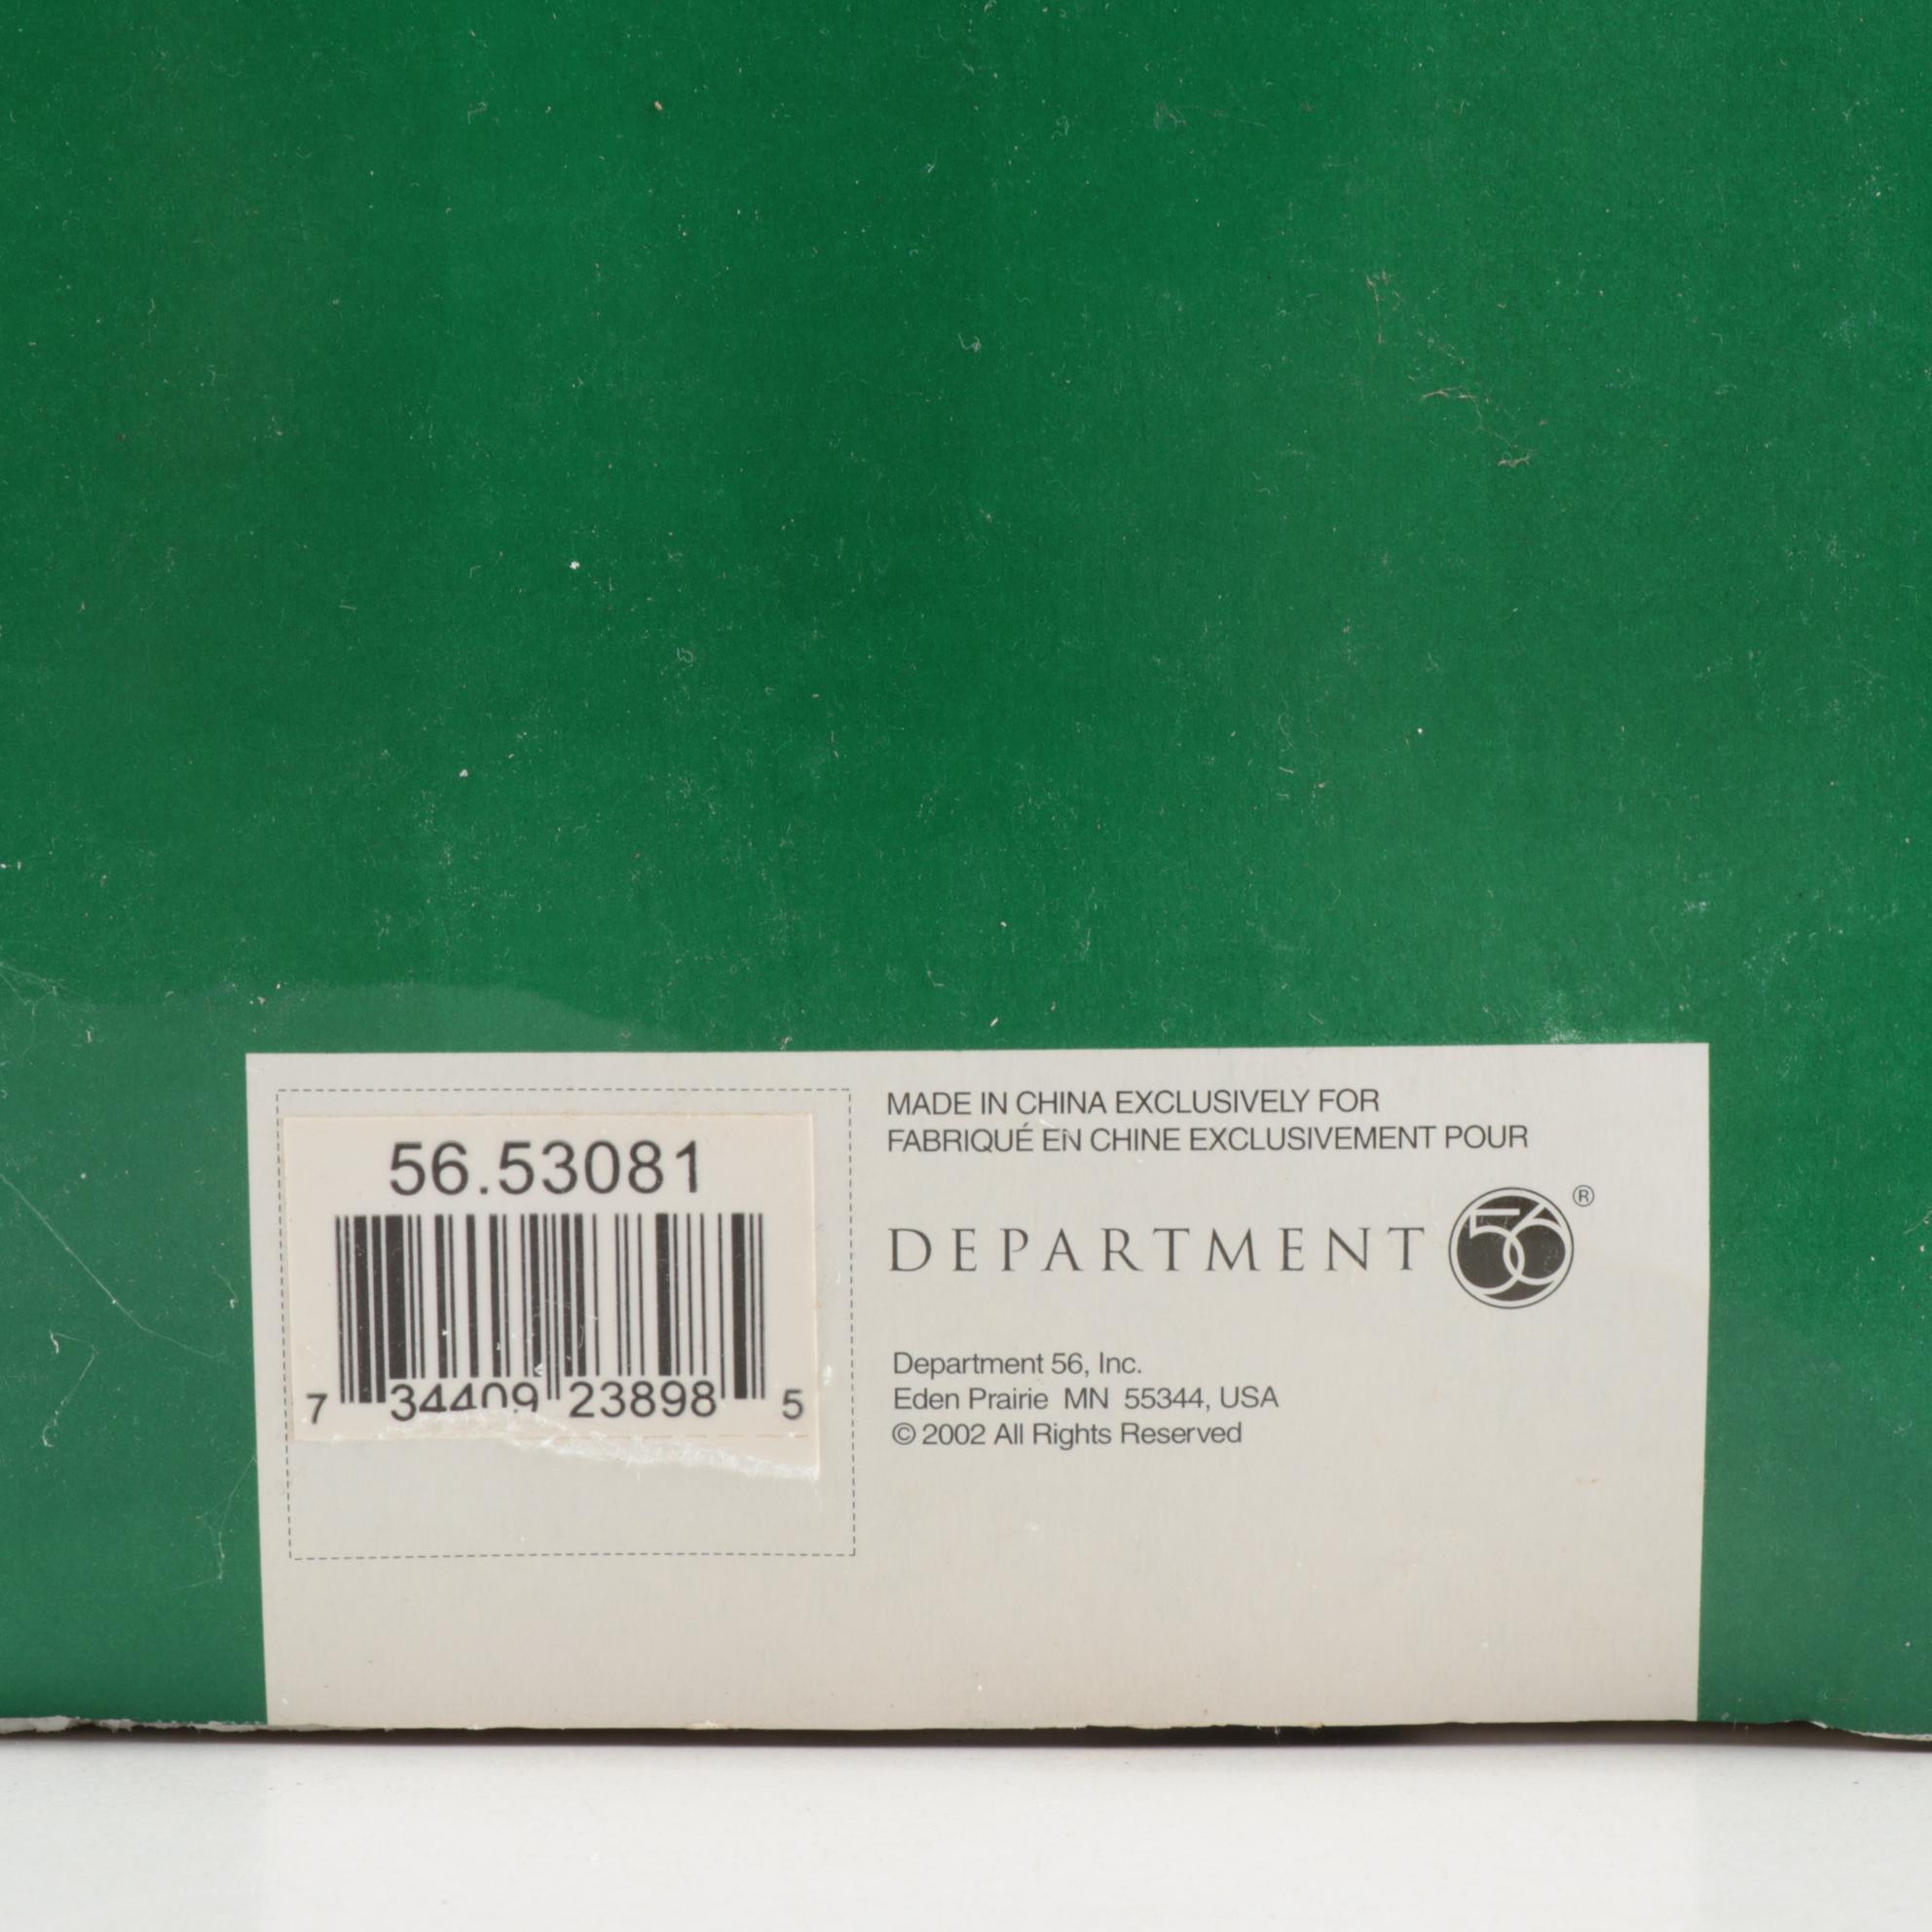 56.53081
7 34409 23898 5
MADE IN CHINA EXCLUSIVELY FOR
FABRIQUÉ EN CHINE EXCLUSIVEMENT POUR
DEPARTMENT 56®
Department 56, Inc.
Eden Prairie MN 55344, USA
© 2002 All Rights Reserved